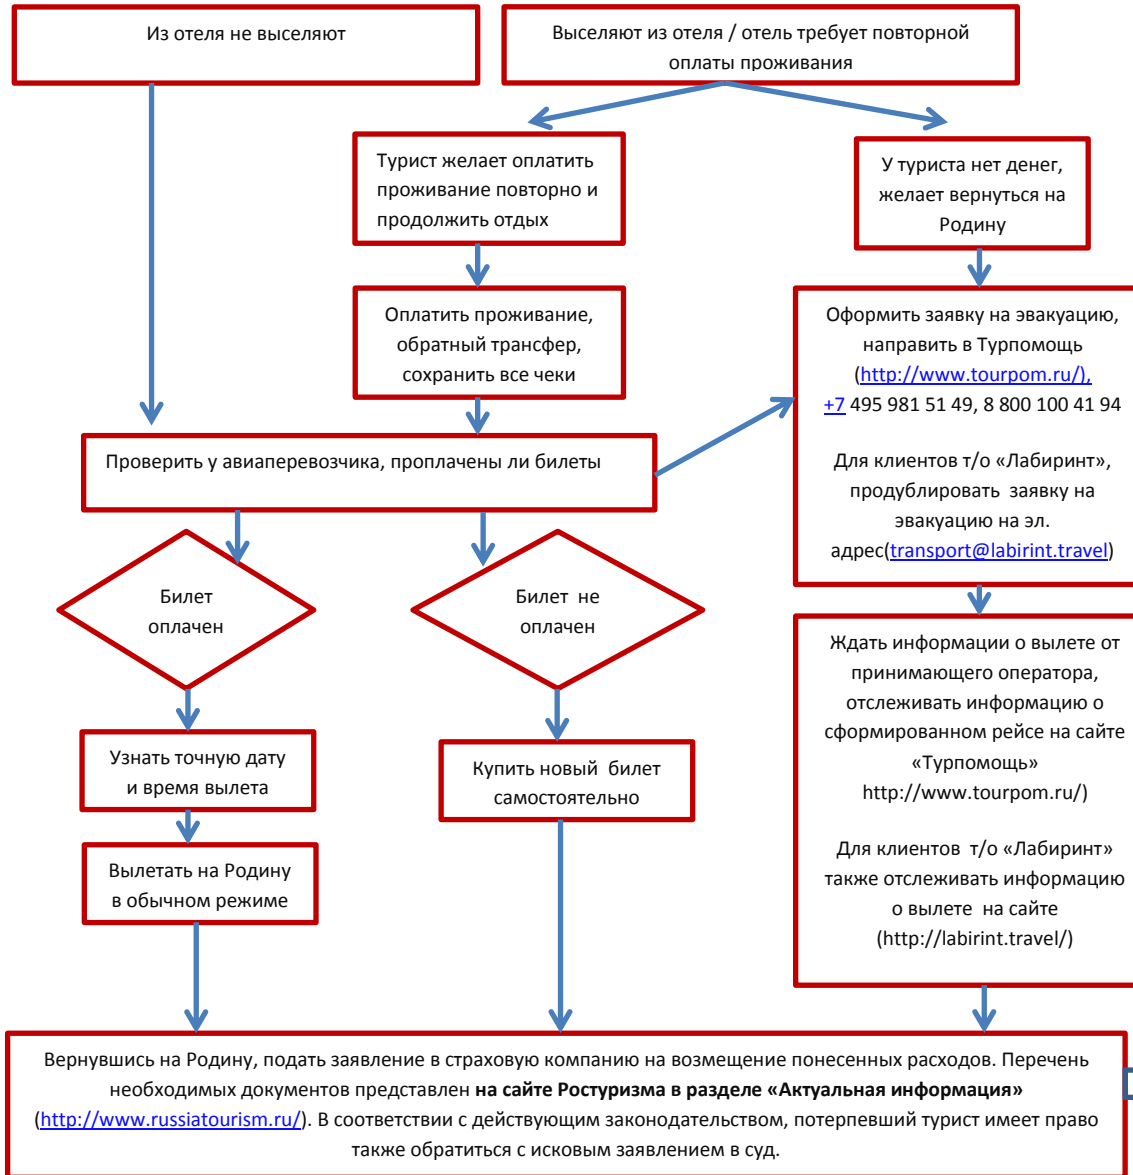 Из отеля не выселяют
Выселяют из отеля / отель требует повторной
оплаты проживания
Турист желает оплатить
проживание повторно и
продолжить отдых
У туриста нет денег,
желает вернуться на
Родину
Оплатить проживание,
обратный трансфер,
сохранить все чеки
Оформить заявку на эвакуацию,
направить в Турпомощь
(http://www.tourpom.ru/),
+7 495 981 51 49, 8 800 100 41 94
Для клиентов т/о «Лабиринт»,
продублировать заявку на
эвакуацию на эл.
адрес(transport@labirint.travel)
Проверить у авиаперевозчика, проплачены ли билеты
Билет
оплачен
Билет не
оплачен
Ждать информации о вылете от
принимающего оператора,
отслеживать информацию о
сформированном рейсе на сайте
«Турпомощь»
http://www.tourpom.ru/)
Для клиентов т/о «Лабиринт»
также отслеживать информацию
о вылете на сайте
(http://labirint.travel/)
Узнать точную дату
и время вылета
Купить новый билет
самостоятельно
Вылетать на Родину
в обычном режиме
Вернувшись на Родину, подать заявление в страховую компанию на возмещение понесенных расходов. Перечень
необходимых документов представлен на сайте Ростуризма в разделе «Актуальная информация»
(http://www.russiatourism.ru/). В соответствии с действующим законодательством, потерпевший турист имеет право
также обратиться с исковым заявлением в суд.